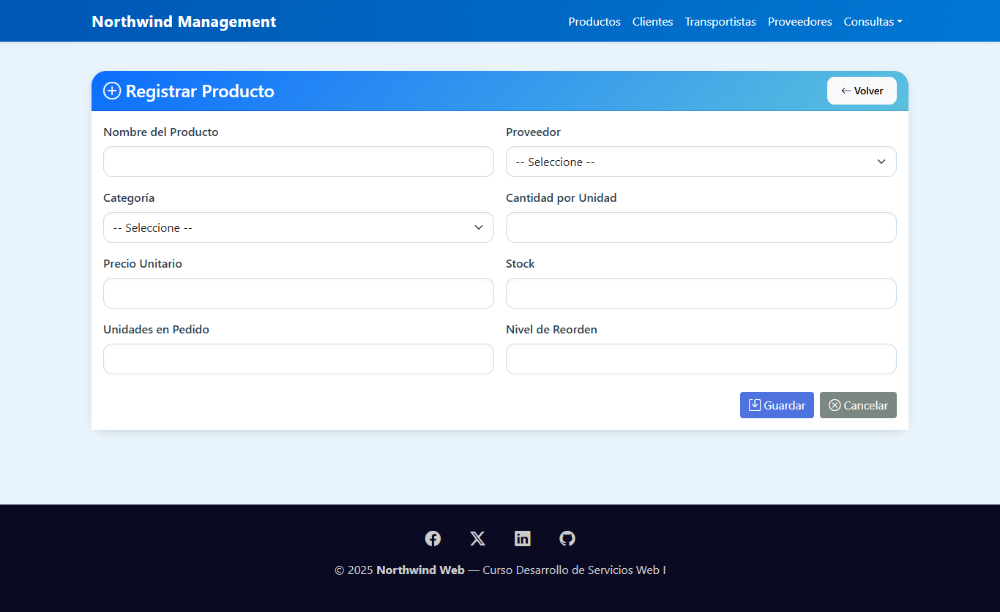 Northwind Management
Productos Clientes Transportistas Proveedores Consultas
Registrar Producto
Volver
Nombre del Producto
Proveedor
-- Seleccione --
Categoría
Cantidad por Unidad
-- Seleccione --
Precio Unitario
Stock
Unidades en Pedido
Nivel de Reorden
Guardar
Cancelar
© 2025 Northwind Web — Curso Desarrollo de Servicios Web I